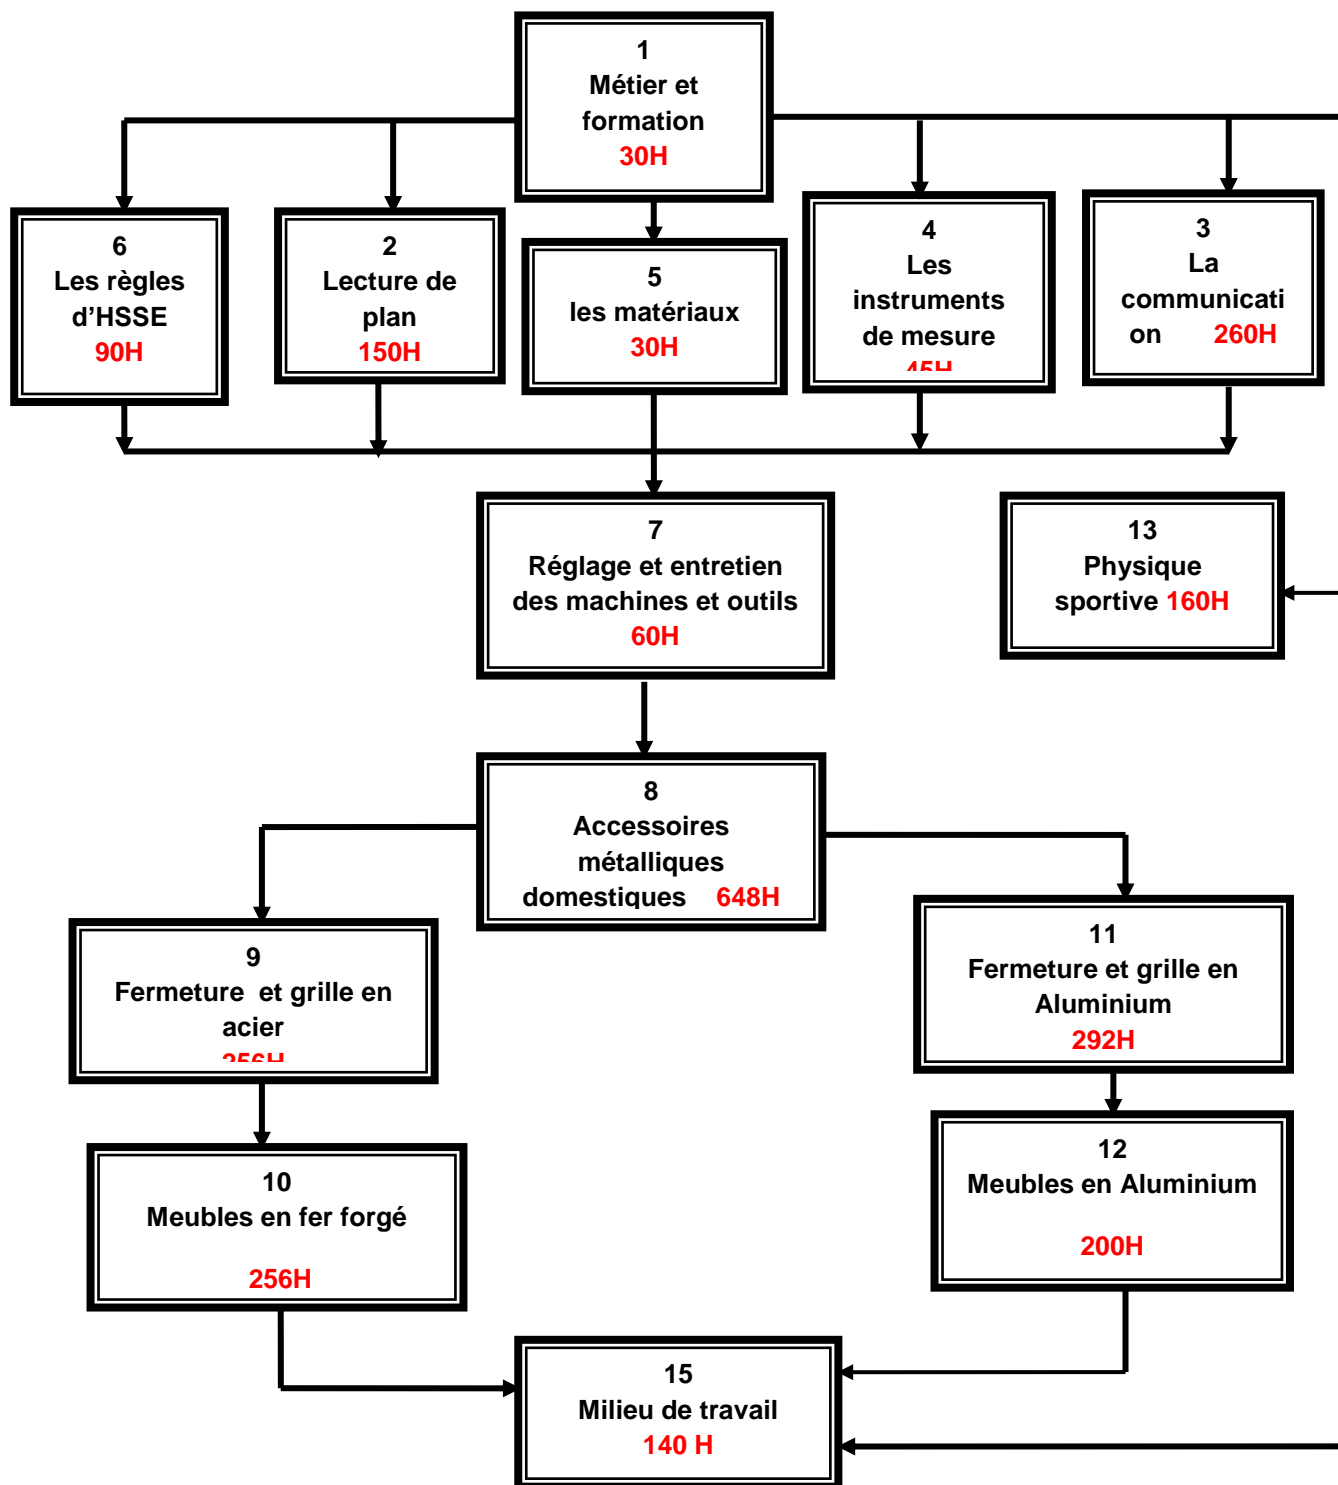 1
Métier et
formation
30H
6
Les règles
d'HSSE
90H
2
Lecture de
plan
150H
5
les matériaux
30H
4
Les
instruments
de mesure
45H
3
La
communicati
on 260H
7
Réglage et entretien
des machines et outils
60H
13
Physique
sportive 160H
8
Accessoires
métalliques
domestiques 648H
9
Fermeture et grille en
acier
256H
11
Fermeture et grille en
Aluminium
292H
10
Meubles en fer forgé
256H
12
Meubles en Aluminium
200H
15
Milieu de travail
140 H